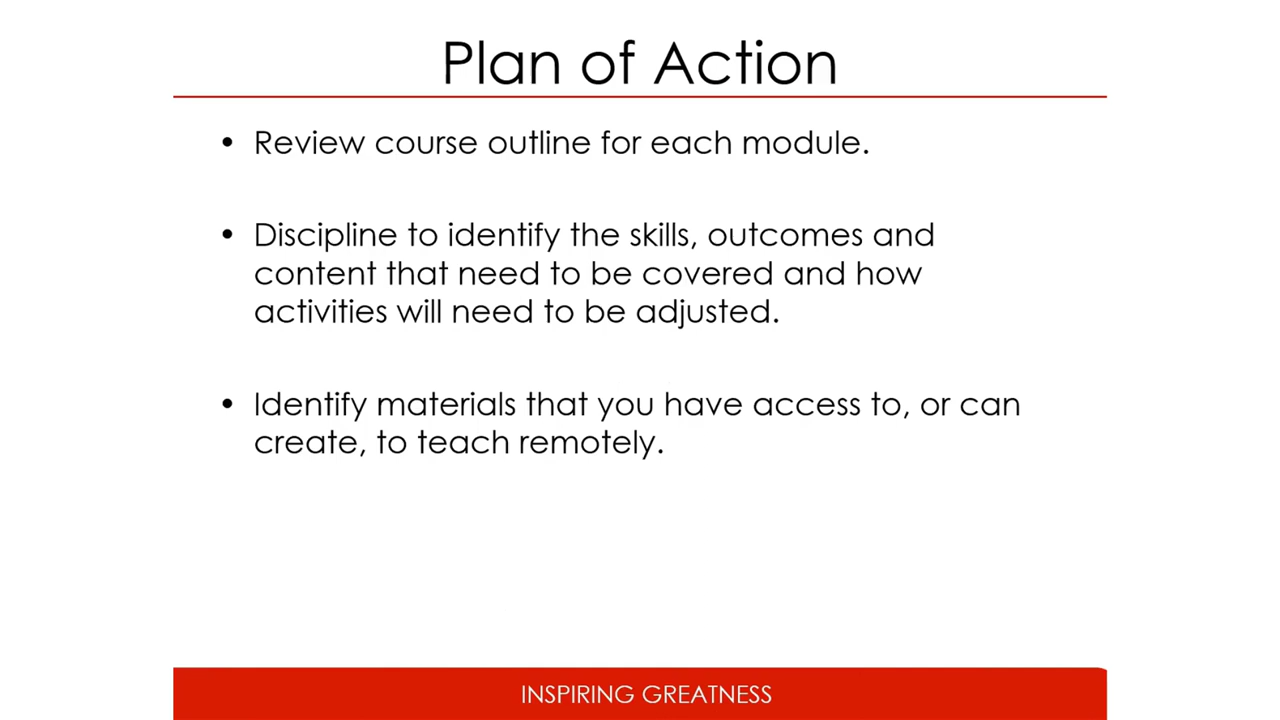 Plan of Action
• Review course outline for each module.
• Discipline to identify the skills, outcomes and
content that need to be covered and how
activities will need to be adjusted.
• Identify materials that you have access to, or can
create, to teach remotely.
INSPIRING GREATNESS